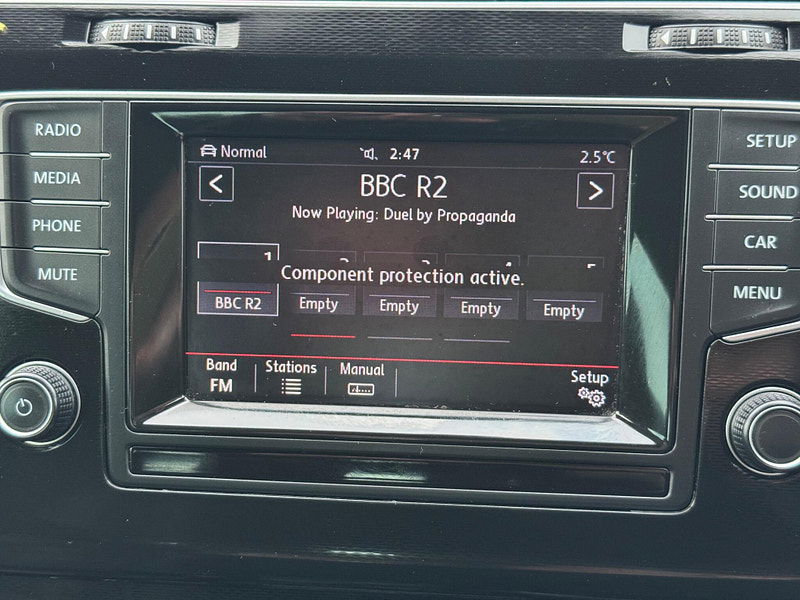 RADIO
MEDIA
PHONE
MUTE
Normal
2:47
2.5°C
< BBC R2 >
Now Playing: Duel by Propaganda
1
Component protection active.
BBC R2 Empty Empty Empty Empty
Band Stations Manual Setup
FM
SETUP
SOUND
CAR
MENU